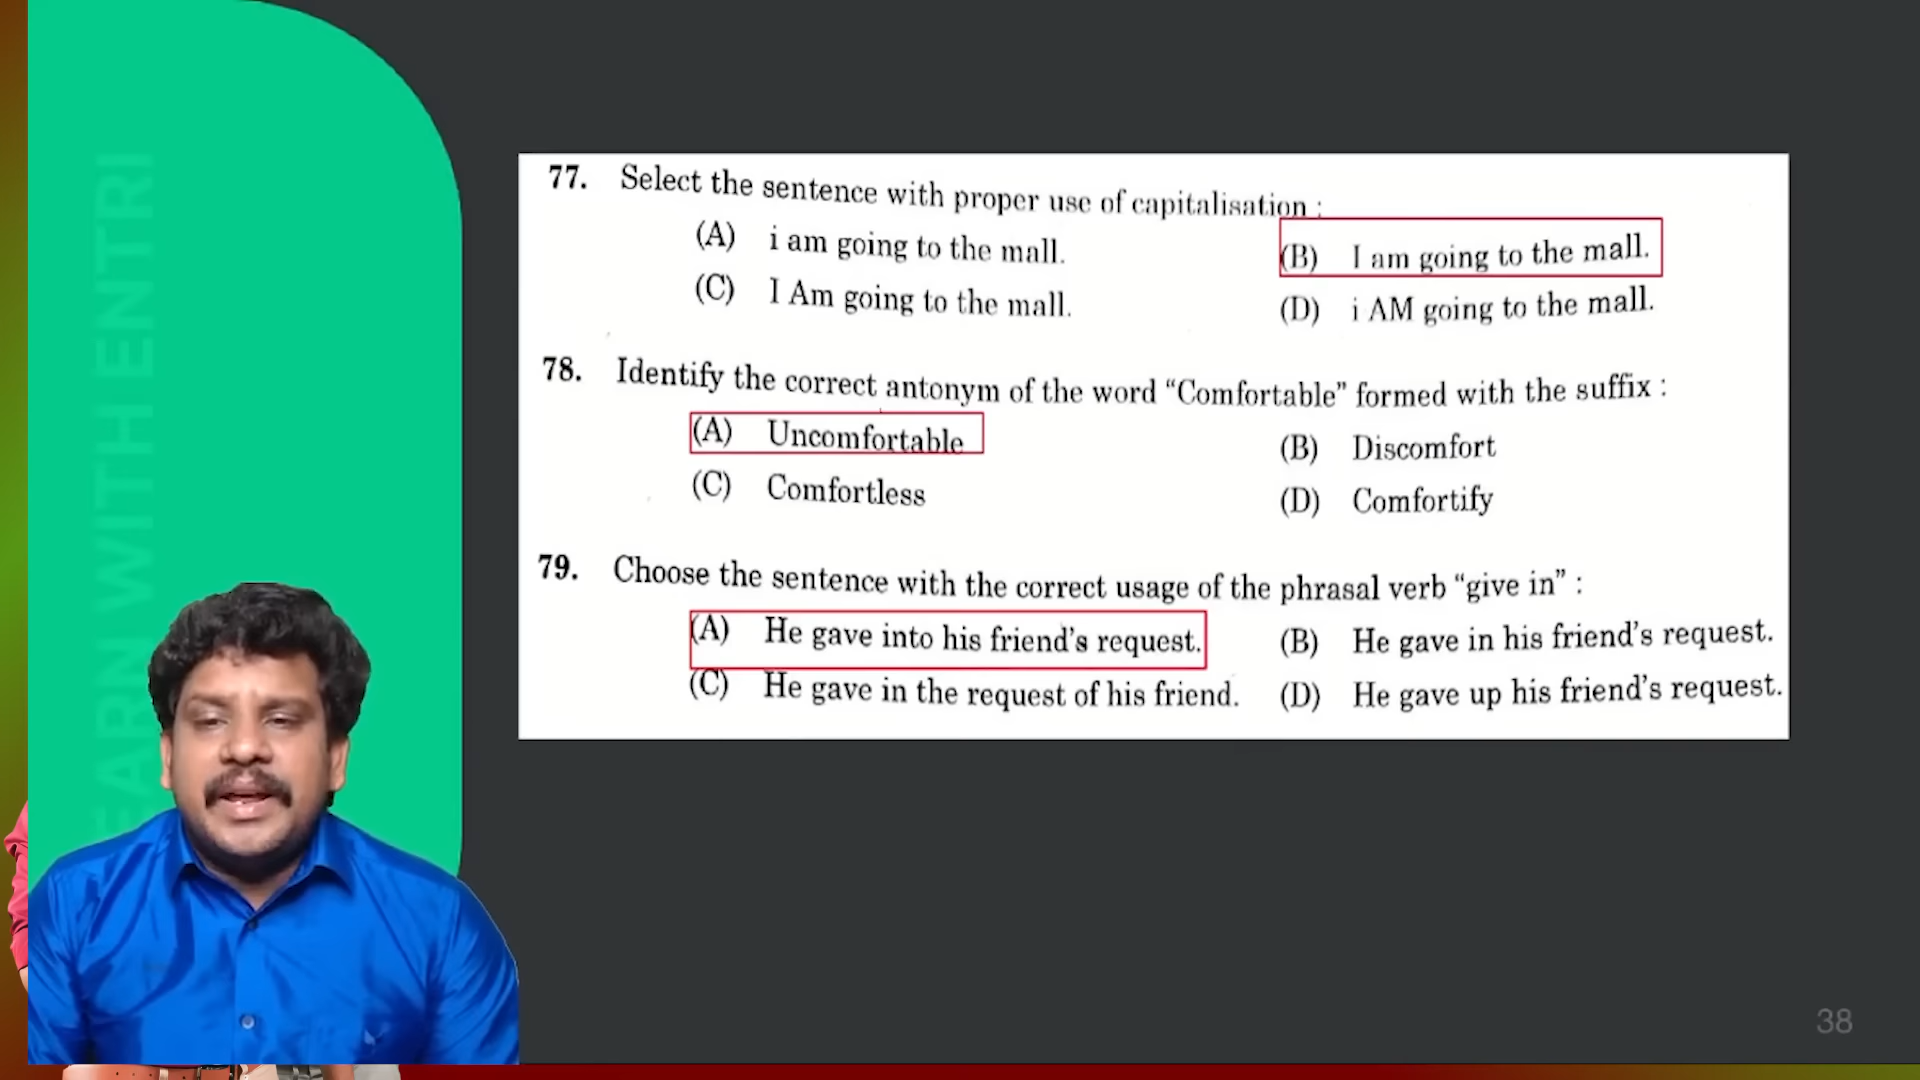 LEARN WITH ENTRI
77. Select the sentence with proper use of capitalisation :
(A) i am going to the mall. (B) I am going to the mall.
(C) I Am going to the mall. (D) i AM going to the mall.
78. Identify the correct antonym of the word “Comfortable” formed with the suffix :
(A) Uncomfortable (B) Discomfort
(C) Comfortless (D) Comfortify
79. Choose the sentence with the correct usage of the phrasal verb “give in” :
(A) He gave into his friend’s request. (B) He gave in his friend’s request.
(C) He gave in the request of his friend. (D) He gave up his friend’s request.
38